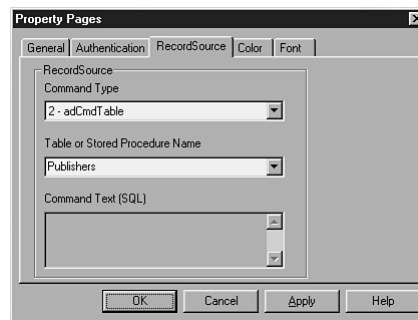 Property Pages
General Authentication RecordSource Color Font
RecordSource
Command Type
2 - adCmdTable
Table or Stored Procedure Name
Publishers
Command Text (SQL)
OK Cancel Apply Help